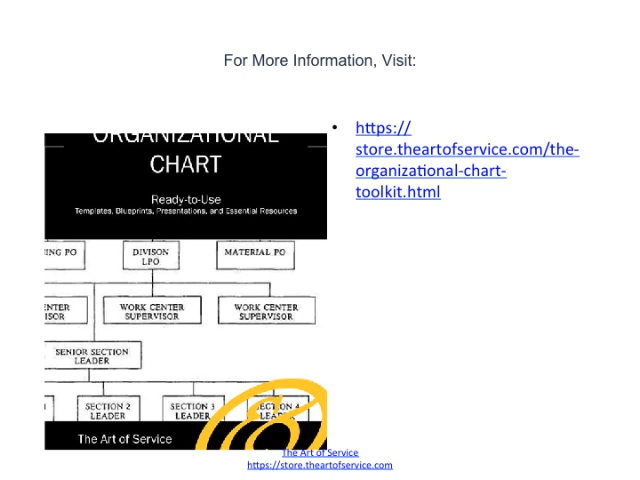 For More Information, Visit:
ORGANIZATIONAL
CHART
Ready-to-Use
Templates, Blueprints, Presentations, and Essential Resources
NG PO
DIVISON
LPO
MATERIAL PO
ENTER
ISOR
WORK CENTER
SUPERVISOR
WORK CENTER
SUPERVISOR
SENIOR SECTION
LEADER
SECTION 2
LEADER
SECTION 3
LEADER
SECTION 4
LEADER
The Art of Service
• https://
store.theartofservice.com/the-
organizational-chart-
toolkit.html
The Art of Service
https://store.theartofservice.com